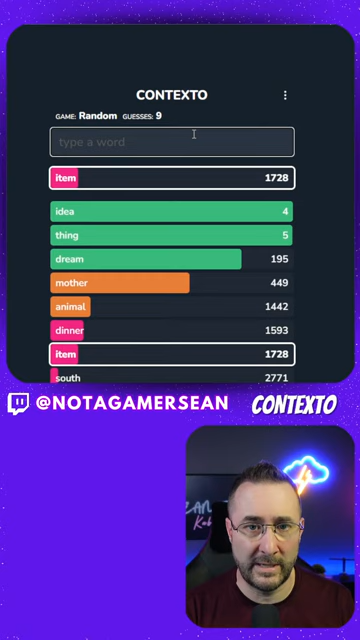 CONTEXTO
GAME: Random GUESSES: 9
type a word
item 1728
idea 4
thing 5
dream 195
mother 449
animal 1442
dinner 1593
item 1728
south 2771
@NOTAGAMERSEAN CONTEXTO